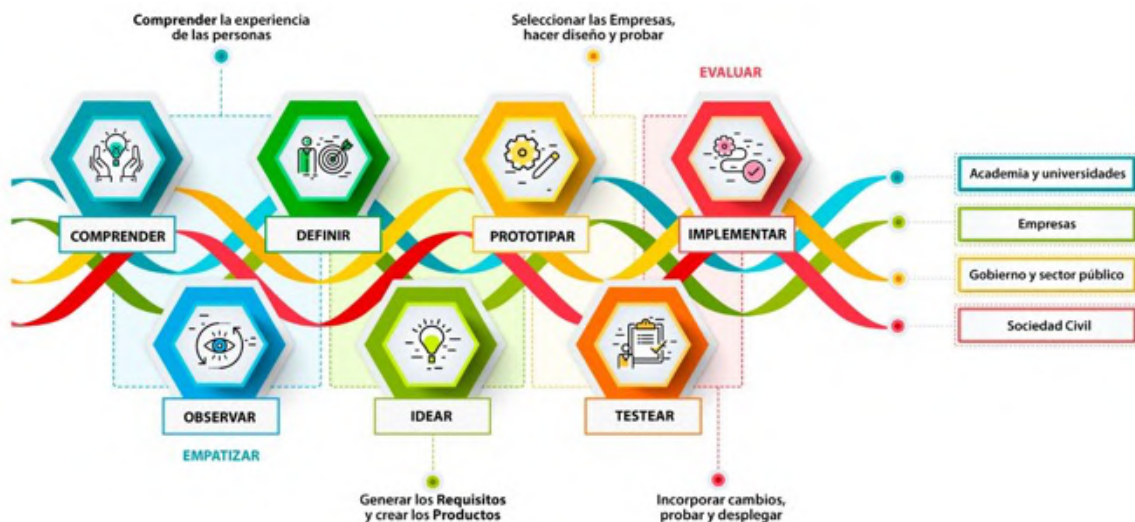 Comprender la experiencia
de las personas
Seleccionar las Empresas,
hacer diseño y probar
EVALUAR
COMPRENDER
DEFINIR
PROTOTIPAR
IMPLEMENTAR
Academia y universidades
Empresas
Gobierno y sector público
Sociedad Civil
OBSERVAR
IDEAR
TESTEAR
EMPATIZAR
Generar los Requisitos
y crear los Productos
Incorporar cambios,
probar y desplegar